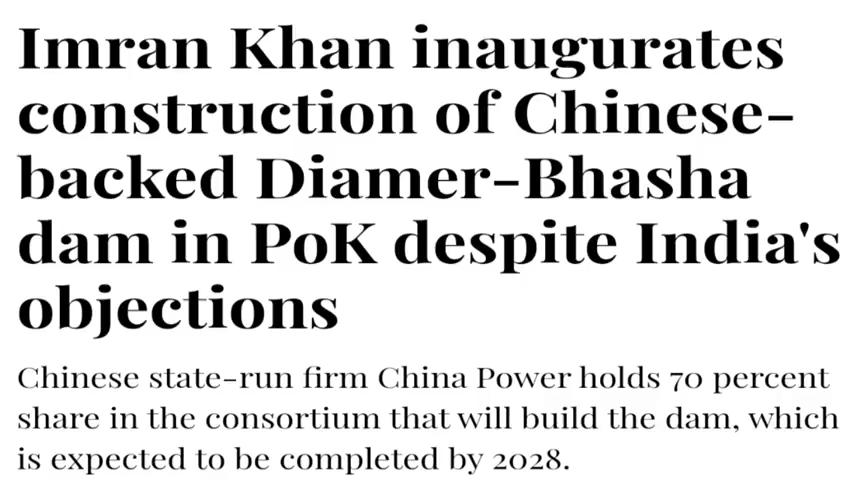 Imran Khan inaugurates
construction of Chinese-
backed Diamer-Bhasha
dam in PoK despite India's
objections
Chinese state-run firm China Power holds 70 percent
share in the consortium that will build the dam, which
is expected to be completed by 2028.